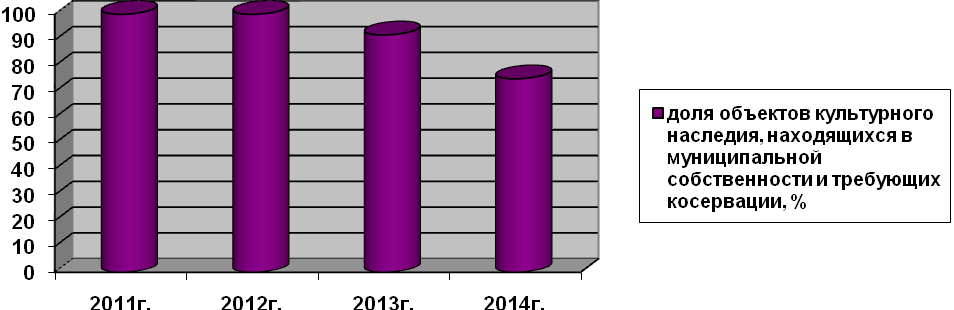 100
90
80
70
60
50
40
30
20
10
0
2011г. 2012г. 2013г. 2014г.
доля объектов культурного
наследия, находящихся в
муниципальной
собственности и требующих
косервации, %